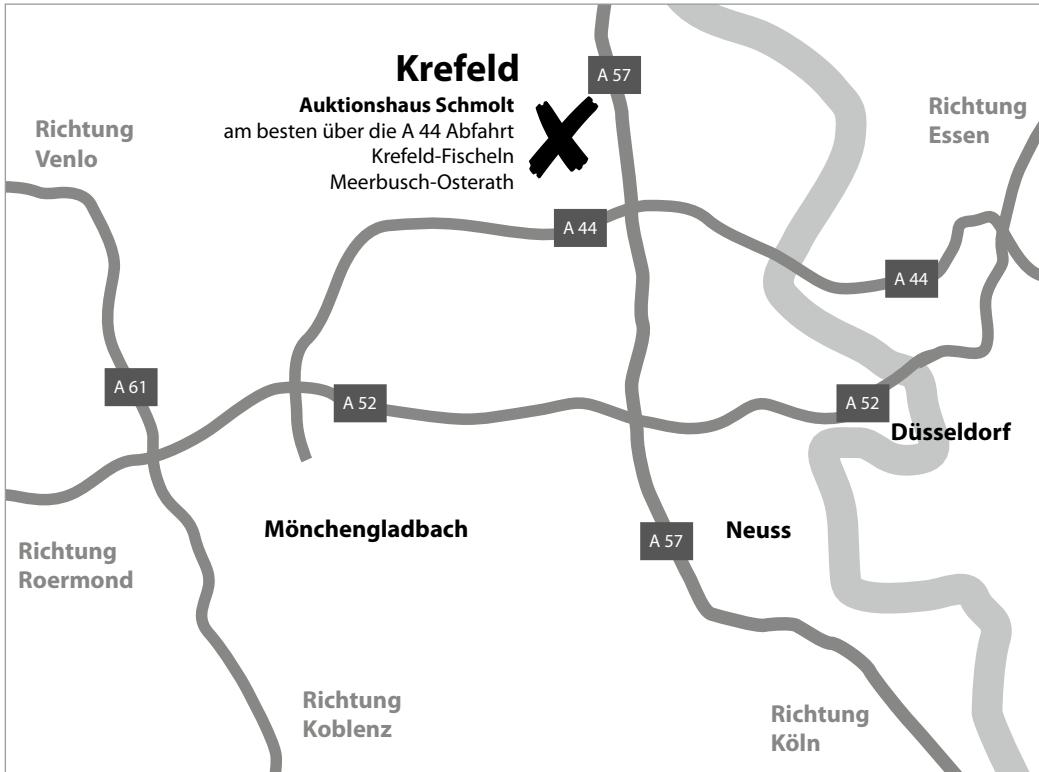 Krefeld
A 57
Auktionshaus Schmolt
am besten über die A 44 Abfahrt
Krefeld-Fischeln
Meerbusch-Osterath
Richtung
Venlo
Richtung
Essen
A 44
A 44
A 61
A 52
A 52
Düsseldorf
Mönchengladbach
A 57
Neuss
Richtung
Roermond
Richtung
Koblenz
Richtung
Köln